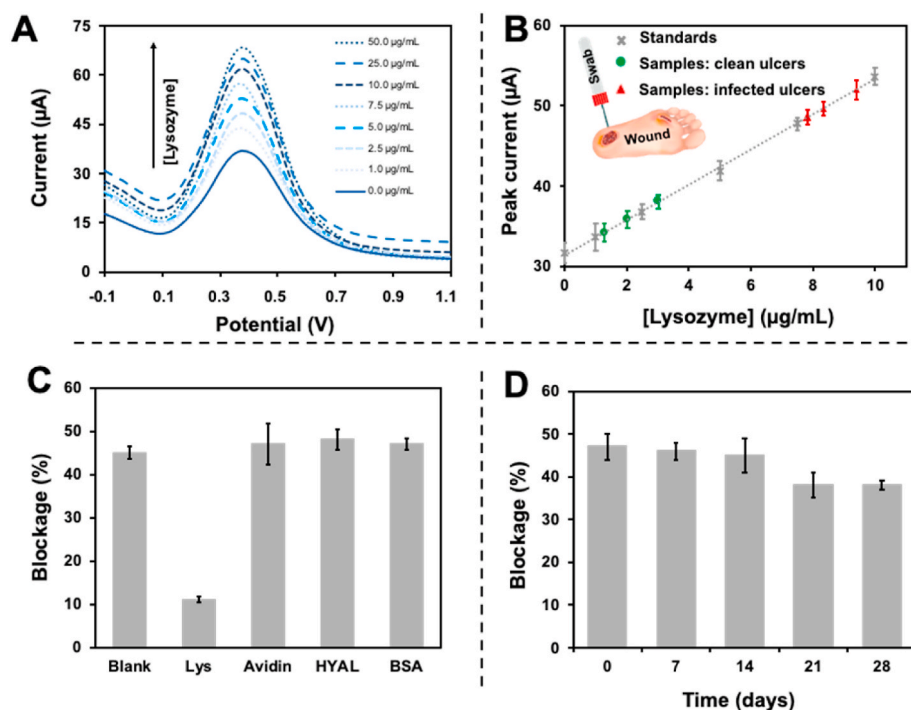 A
75
60
45
30
15
0
Current (µA)
[Lysozyme]
50.0 µg/mL
25.0 µg/mL
10.0 µg/mL
7.5 µg/mL
5.0 µg/mL
2.5 µg/mL
1.0 µg/mL
0.0 µg/mL
-0.1 0.1 0.3 0.5 0.7 0.9 1.1
Potential (V)
B
60
50
40
30
Peak current (µA)
Standards
Samples: clean ulcers
Samples: infected ulcers
Swab
Wound
0 2 4 6 8 10
[Lysozyme] (µg/mL)
C
60
50
40
30
20
10
0
Blockage (%)
Blank Lys Avidin HYAL BSA
D
60
50
40
30
20
10
0
Blockage (%)
0 7 14 21 28
Time (days)